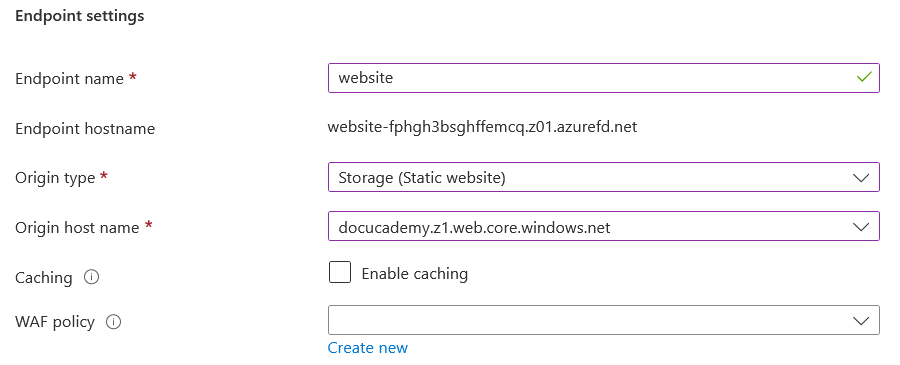 Endpoint settings
Endpoint name *
website
Endpoint hostname
website-fphgh3bsghffemcq.z01.azurefd.net
Origin type *
Storage (Static website)
Origin host name *
docucademy.z1.web.core.windows.net
Caching
Enable caching
WAF policy
Create new